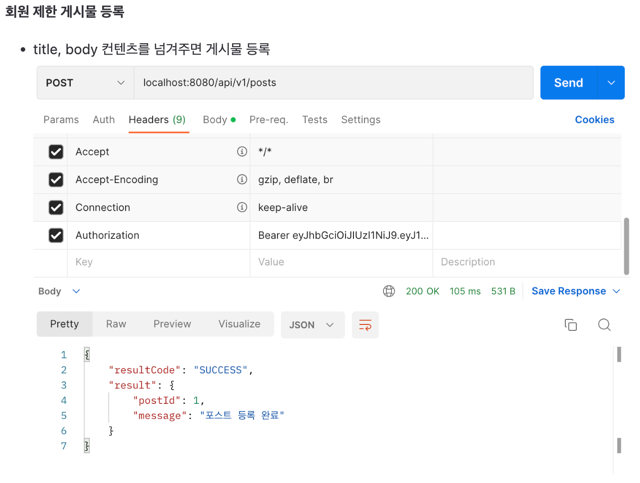 회원 제한 게시물 등록
• title, body 컨텐츠를 넘겨주면 게시물 등록
POST localhost:8080/api/v1/posts Send
Params Auth Headers (9) Body Pre-req. Tests Settings Cookies
Accept */*
Accept-Encoding gzip, deflate, br
Connection keep-alive
Authorization Bearer eyJhbGciOiJIUzI1NiJ9.eyJ1...
Key Value Description
Body 200 OK 105 ms 531 B Save Response
Pretty Raw Preview Visualize JSON
1 {
2 "resultCode": "SUCCESS",
3 "result": {
4 "postId": 1,
5 "message": "포스트 등록 완료"
6 }
7 }